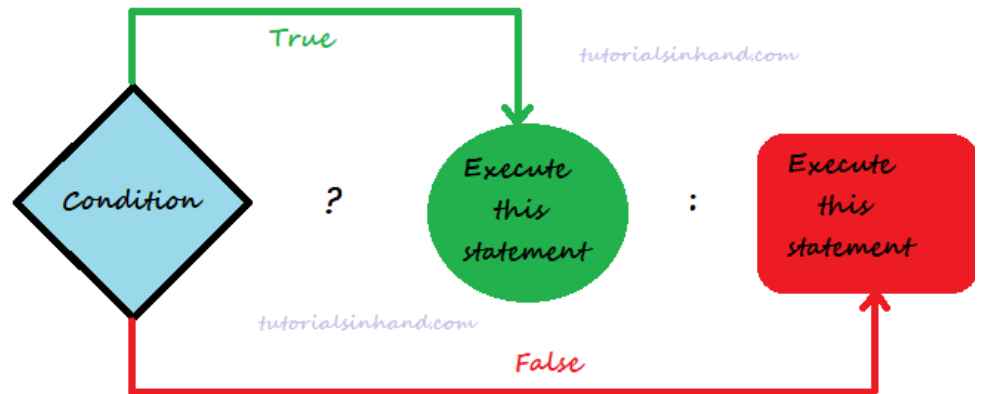 True
tutorialsinhand.com
Condition
?
Execute
this
statement
:
Execute
this
statement
tutorialsinhand.com
False